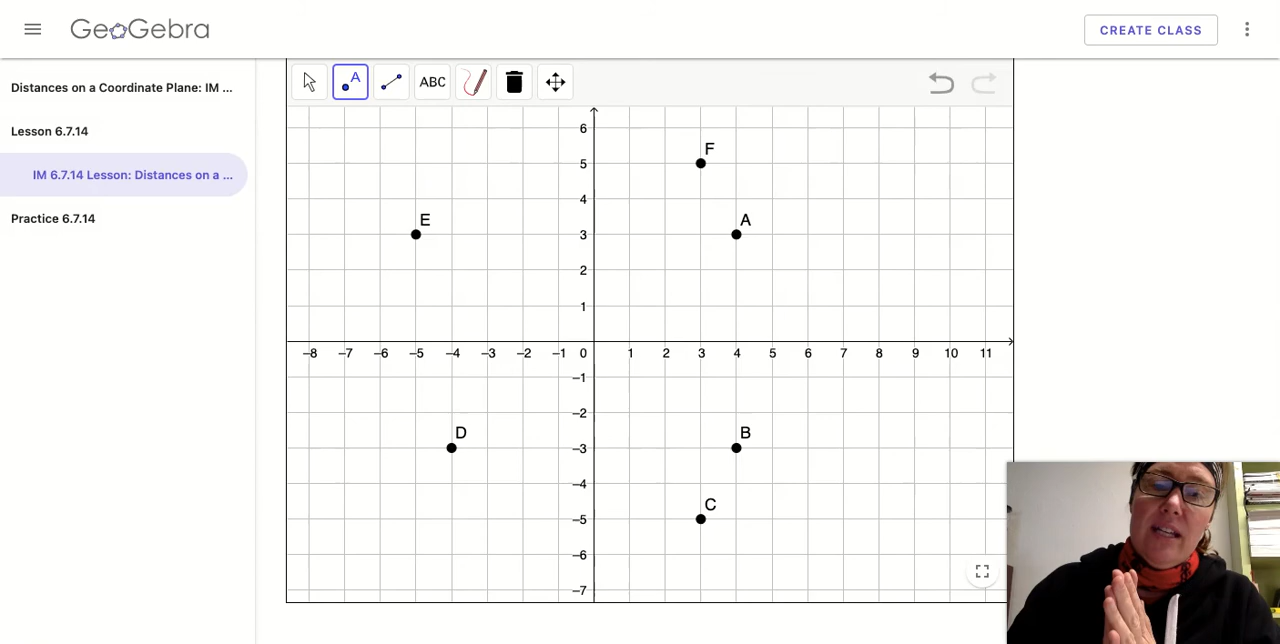 GeoGebra
CREATE CLASS
Distances on a Coordinate Plane: IM ...
Lesson 6.7.14
IM 6.7.14 Lesson: Distances on a ...
Practice 6.7.14
A
ABC
6
F
5
4
E
A
3
2
1
–8 –7 –6 –5 –4 –3 –2 –1 0 1 2 3 4 5 6 7 8 9 10 11
–1
–2
D
B
–3
–4
C
–5
–6
–7